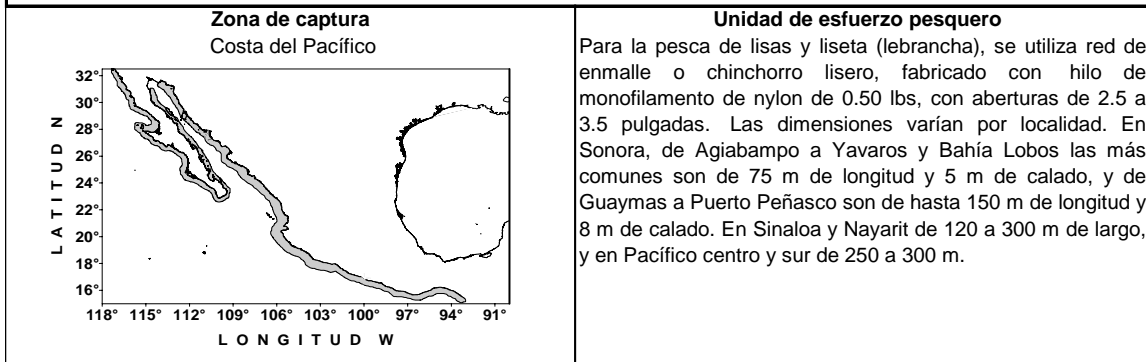 Zona de captura
Costa del Pacífico
32°
30°
28°
26°
24°
22°
20°
18°
16°
LATITUD N
118° 115° 112° 109° 106° 103° 100° 97° 94° 91°
LONGITUD W
Unidad de esfuerzo pesquero
Para la pesca de lisas y liseta (lebrancha), se utiliza red de
enmalle o chinchorro lisero, fabricado con hilo de
monofilamento de nylon de 0.50 lbs, con aberturas de 2.5 a
3.5 pulgadas. Las dimensiones varían por localidad. En
Sonora, de Agiabampo a Yavaros y Bahía Lobos las más
comunes son de 75 m de longitud y 5 m de calado, y de
Guaymas a Puerto Peñasco son de hasta 150 m de longitud y
8 m de calado. En Sinaloa y Nayarit de 120 a 300 m de largo,
y en Pacífico centro y sur de 250 a 300 m.